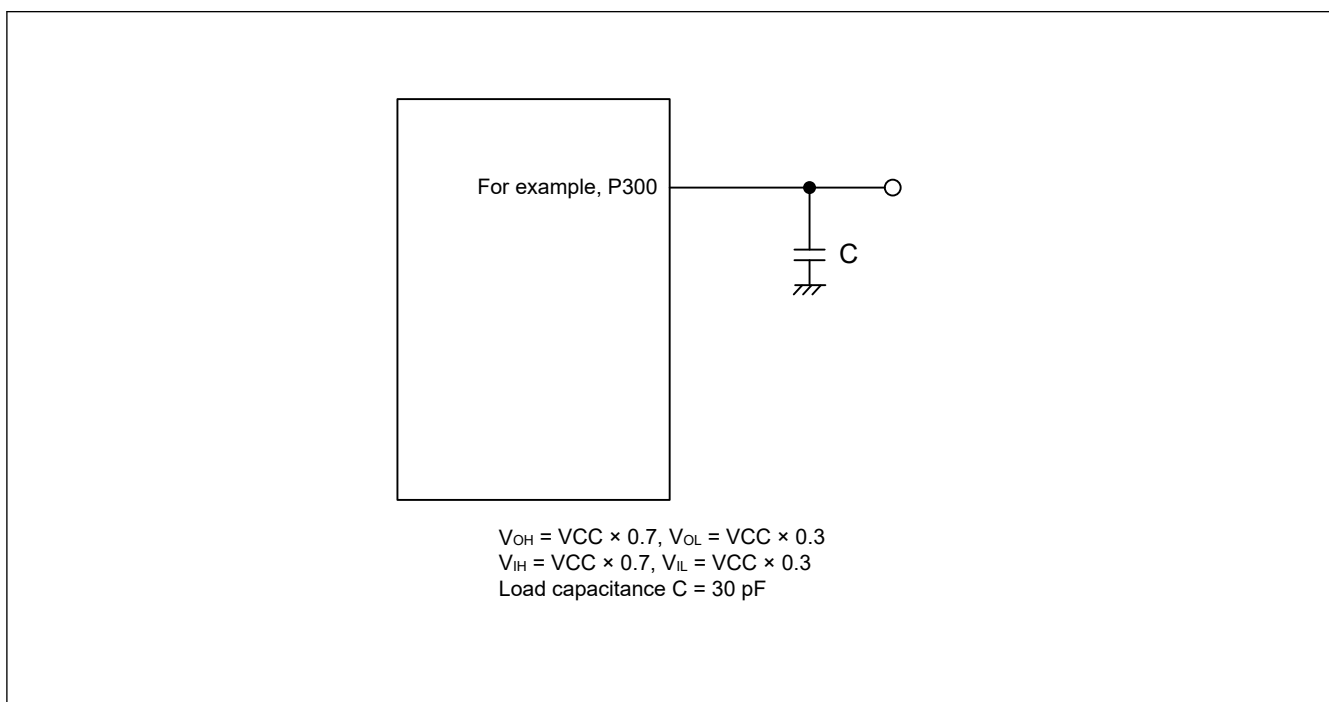 For example, P300
C
VOH = VCC × 0.7, VOL = VCC × 0.3
VIH = VCC × 0.7, VIL = VCC × 0.3
Load capacitance C = 30 pF